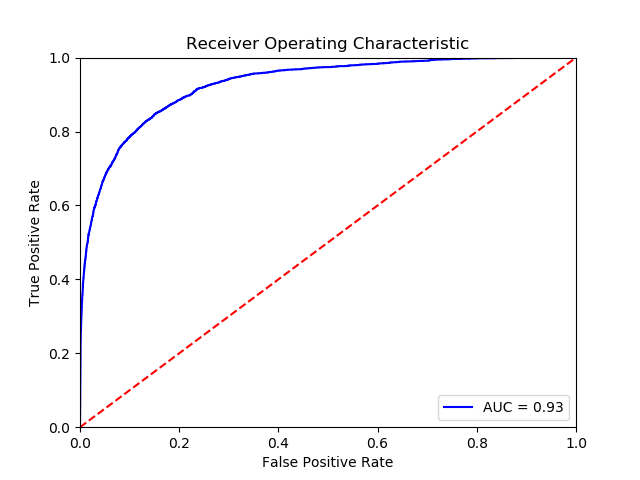 Receiver Operating Characteristic
1.0
0.8
0.6
0.4
0.2
0.0
True Positive Rate
AUC = 0.93
0.0 0.2 0.4 0.6 0.8 1.0
False Positive Rate